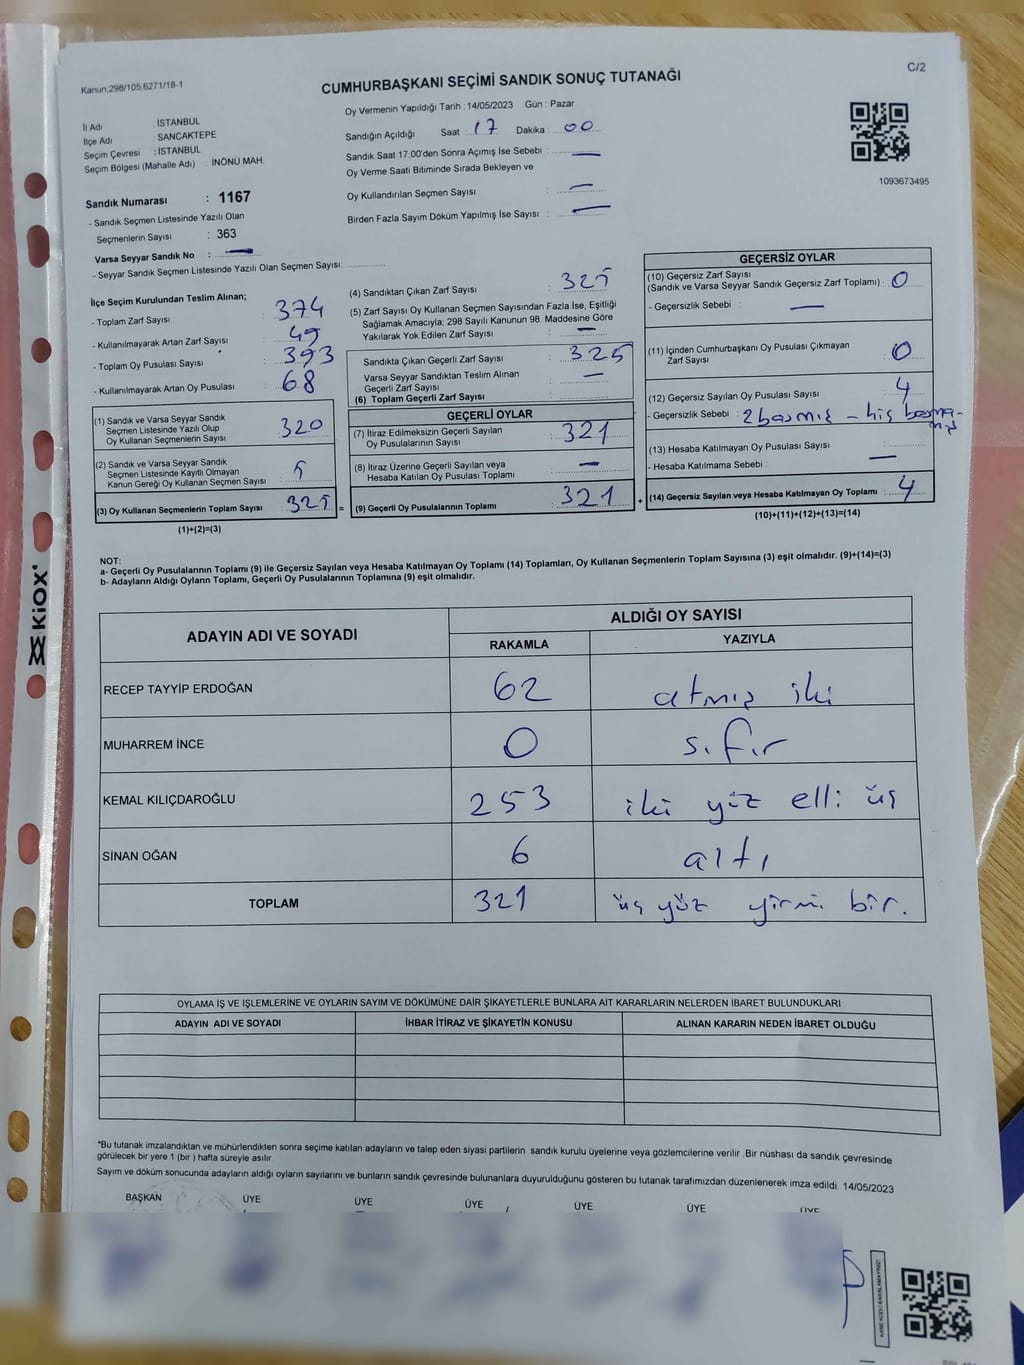 Kanun,298/105;6271/18-1
C/2
CUMHURBAŞKANI SEÇİMİ SANDIK SONUÇ TUTANAĞI
İl Adı İSTANBUL
İlçe Adı SANCAKTEPE
Seçim Çevresi : İSTANBUL
Seçim Bölgesi (Mahalle Adı) : İNÖNÜ MAH.
Sandık Numarası : 1167
- Sandık Seçmen Listesinde Yazılı Olan
Seçmenlerin Sayısı : 363
Varsa Seyyar Sandık No : —
- Seyyar Sandık Seçmen Listesinde Yazılı Olan Seçmen Sayısı:
Oy Vermenin Yapıldığı Tarih : 14/05/2023 Gün : Pazar
Sandığın Açıldığı Saat : 17 Dakika : 00
Sandık Saat 17.00'den Sonra Açımış İse Sebebi : —
Oy Verme Saati Bitiminde Sırada Bekleyen ve
Oy Kullandırılan Seçmen Sayısı : —
Birden Fazla Sayım Döküm Yapılmış İse Sayısı : —
1093673495
İlçe Seçim Kurulundan Teslim Alınan;
- Toplam Zarf Sayısı : 374
- Kullanılmayarak Artan Zarf Sayısı : 49
- Toplam Oy Pusulası Sayısı : 393
- Kullanılmayarak Artan Oy Pusulası : 68
(1) Sandık ve Varsa Seyyar Sandık
Seçmen Listesinde Yazılı Olup
Oy Kullanan Seçmenlerin Sayısı : 320
(2) Sandık ve Varsa Seyyar Sandık
Seçmen Listesinde Kayıtlı Olmayan
Kanun Gereği Oy Kullanan Seçmen Sayısı : 5
(3) Oy Kullanan Seçmenlerin Toplam Sayısı : 325 =
(1)+(2)=(3)
(4) Sandıktan Çıkan Zarf Sayısı : 325
(5) Zarf Sayısı Oy Kullanan Seçmen Sayısından Fazla İse, Eşitliği
Sağlamak Amacıyla; 298 Sayılı Kanunun 98. Maddesine Göre
Yakılarak Yok Edilen Zarf Sayısı : —
Sandıkta Çıkan Geçerli Zarf Sayısı : 325
Varsa Seyyar Sandıktan Teslim Alınan
Geçerli Zarf Sayısı : —
(6) Toplam Geçerli Zarf Sayısı :
GEÇERLİ OYLAR
(7) İtiraz Edilmeksizin Geçerli Sayılan
Oy Pusulalarının Sayısı : 321
(8) İtiraz Üzerine Geçerli Sayılan veya
Hesaba Katılan Oy Pusulası Toplamı : —
(9) Geçerli Oy Pusulalarının Toplamı : 321 +
GEÇERSİZ OYLAR
(10) Geçersiz Zarf Sayısı
(Sandık ve Varsa Seyyar Sandık Geçersiz Zarf Toplamı) : 0
- Geçersizlik Sebebi : —
(11) İçinden Cumhurbaşkanı Oy Pusulası Çıkmayan
Zarf Sayısı : 0
(12) Geçersiz Sayılan Oy Pusulası Sayısı : 4
- Geçersizlik Sebebi : 2 basmış - hiç basma-
mış
(13) Hesaba Katılmayan Oy Pusulası Sayısı :
- Hesaba Katılmama Sebebi : —
(14) Geçersiz Sayılan veya Hesaba Katılmayan Oy Toplamı : 4
(10)+(11)+(12)+(13)=(14)
NOT:
a- Geçerli Oy Pusulalarının Toplamı (9) ile Geçersiz Sayılan veya Hesaba Katılmayan Oy Toplamı (14) Toplamları, Oy Kullanan Seçmenlerin Toplam Sayısına (3) eşit olmalıdır. (9)+(14)=(3)
b- Adayların Aldığı Oyların Toplamı, Geçerli Oy Pusulalarının Toplamına (9) eşit olmalıdır.
ADAYIN ADI VE SOYADI ALDIĞI OY SAYISI
RAKAMLA YAZIYLA
RECEP TAYYİP ERDOĞAN 62 atmış iki
MUHARREM İNCE 0 sıfır
KEMAL KILIÇDAROĞLU 253 iki yüz elli üç
SİNAN OĞAN 6 altı
TOPLAM 321 üç yüz yirmi bir.
OYLAMA İŞ VE İŞLEMLERİNE VE OYLARIN SAYIM VE DÖKÜMÜNE DAİR ŞİKAYETLERLE BUNLARA AİT KARARLARIN NELERDEN İBARET BULUNDUKLARI
ADAYIN ADI VE SOYADI İHBAR İTİRAZ VE ŞİKAYETİN KONUSU ALINAN KARARIN NEDEN İBARET OLDUĞU
*Bu tutanak imzalandıktan ve mühürlendikten sonra seçime katılan adayların ve talep eden siyasi partilerin sandık kurulu üyelerine veya gözlemcilerine verilir .Bir nüshası da sandık çevresinde
görülecek bir yere 1 (bir ) hafta süreyle asılır.
Sayım ve döküm sonucunda adayların aldığı oyların sayılarını ve bunların sandık çevresinde bulunanlara duyurulduğunu gösteren bu tutanak tarafımızdan düzenlenerek imza edildi. 14/05/2023
BAŞKAN ÜYE ÜYE ÜYE ÜYE ÜYE ÜYE
KiOX